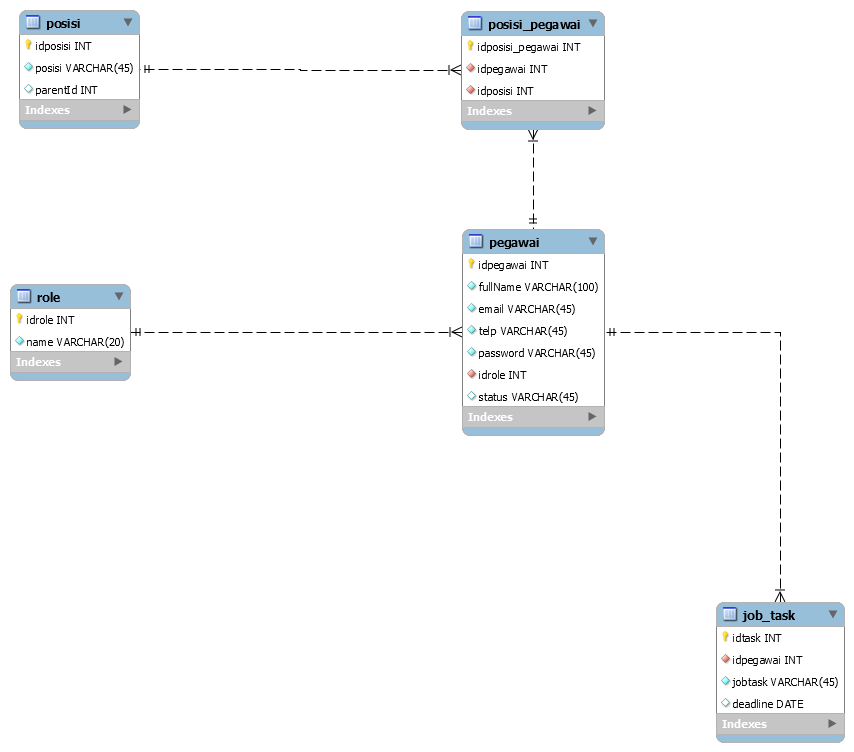 posisi
idposisi INT
posisi VARCHAR(45)
parentId INT
Indexes
posisi_pegawai
idposisi_pegawai INT
idpegawai INT
idposisi INT
Indexes
pegawai
idpegawai INT
fullName VARCHAR(100)
email VARCHAR(45)
telp VARCHAR(45)
password VARCHAR(45)
idrole INT
status VARCHAR(45)
Indexes
role
idrole INT
name VARCHAR(20)
Indexes
job_task
idtask INT
idpegawai INT
jobtask VARCHAR(45)
deadline DATE
Indexes